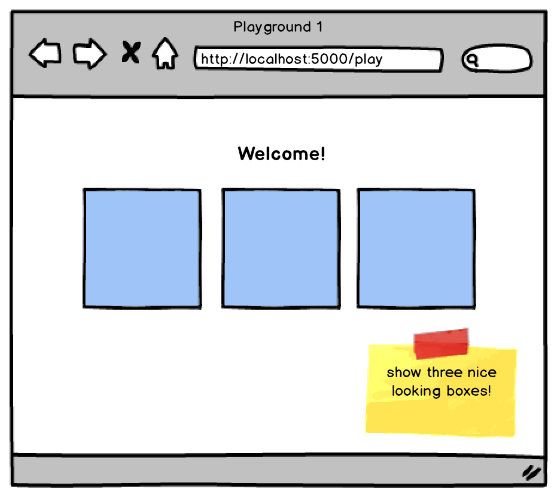 Playground 1
http://localhost:5000/play
Welcome!
show three nice
looking boxes!